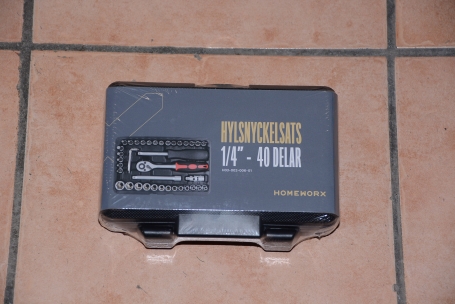 HYLSNYCKELSATS
1/4" - 40 DELAR
HOMEWORX